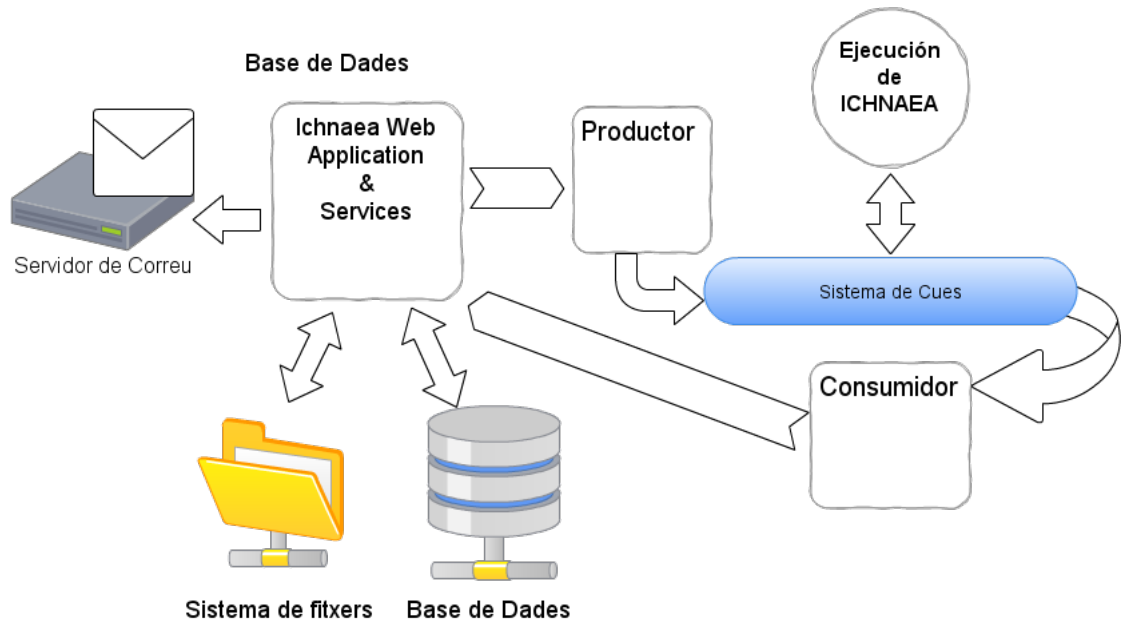 Base de Dades
Ichnaea Web
Application
&
Services
Productor
Ejecución
de
ICHNAEA
Servidor de Correu
Sistema de Cues
Consumidor
Sistema de fitxers
Base de Dades